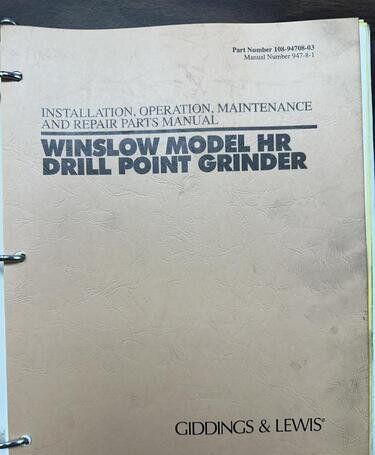 Part Number 108-94708-03
Manual Number 947-8-1
INSTALLATION, OPERATION, MAINTENANCE
AND REPAIR PARTS MANUAL
WINSLOW MODEL HR
DRILL POINT GRINDER
GIDDINGS & LEWIS®